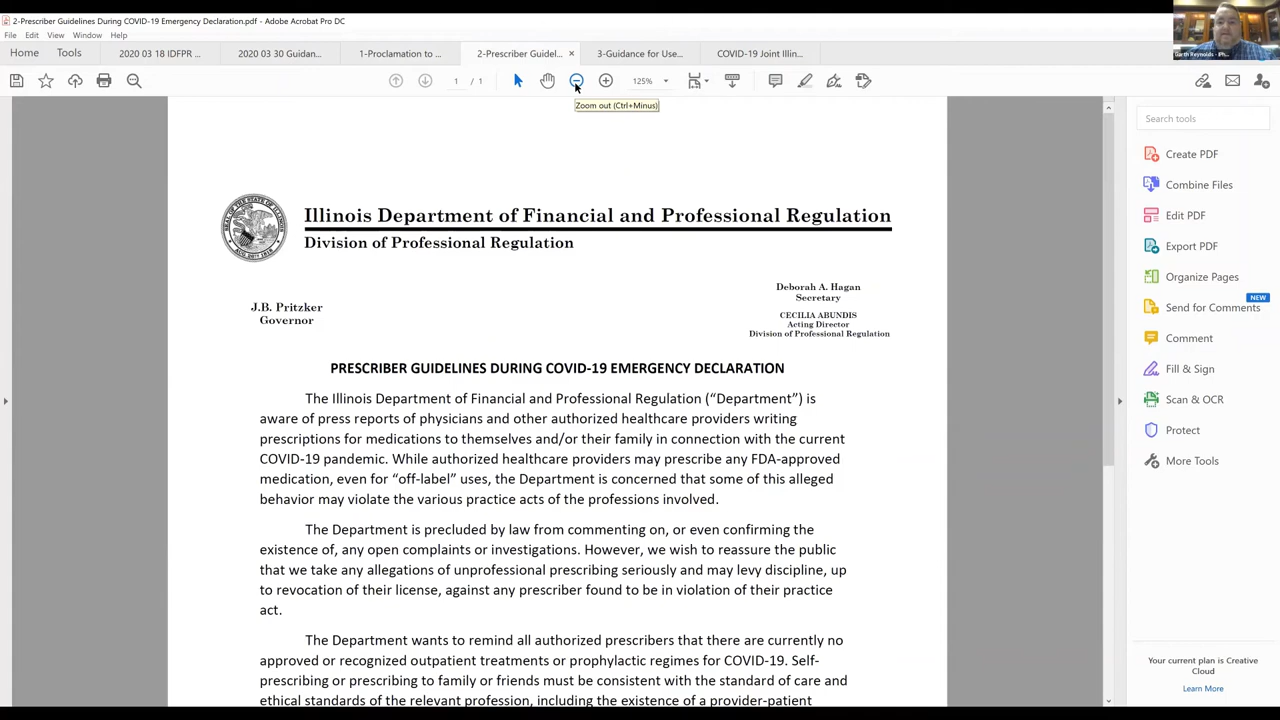 2-Prescriber Guidelines During COVID-19 Emergency Declaration.pdf - Adobe Acrobat Pro DC
File Edit View Window Help
Home Tools 2020 03 18 IDFPR ... 2020 03 30 Guidan... 1-Proclamation to ... 2-Prescriber Guidel... × 3-Guidance for Use... COVID-19 Joint Illin...
1 / 1 125%
Zoom out (Ctrl+Minus)
Search tools
Create PDF
Combine Files
Edit PDF
Export PDF
Organize Pages
NEW
Send for Comments
Comment
Fill & Sign
Scan & OCR
Protect
More Tools
Your current plan is Creative
Cloud
Learn More
Illinois Department of Financial and Professional Regulation
Division of Professional Regulation
J.B. Pritzker
Governor
Deborah A. Hagan
Secretary
CECILIA ABUNDIS
Acting Director
Division of Professional Regulation
PRESCRIBER GUIDELINES DURING COVID-19 EMERGENCY DECLARATION
The Illinois Department of Financial and Professional Regulation (“Department”) is
aware of press reports of physicians and other authorized healthcare providers writing
prescriptions for medications to themselves and/or their family in connection with the current
COVID-19 pandemic. While authorized healthcare providers may prescribe any FDA-approved
medication, even for “off-label” uses, the Department is concerned that some of this alleged
behavior may violate the various practice acts of the professions involved.
The Department is precluded by law from commenting on, or even confirming the
existence of, any open complaints or investigations. However, we wish to reassure the public
that we take any allegations of unprofessional prescribing seriously and may levy discipline, up
to revocation of their license, against any prescriber found to be in violation of their practice
act.
The Department wants to remind all authorized prescribers that there are currently no
approved or recognized outpatient treatments or prophylactic regimes for COVID-19. Self-
prescribing or prescribing to family or friends must be consistent with the standard of care and
ethical standards of the relevant profession, including the existence of a provider-patient